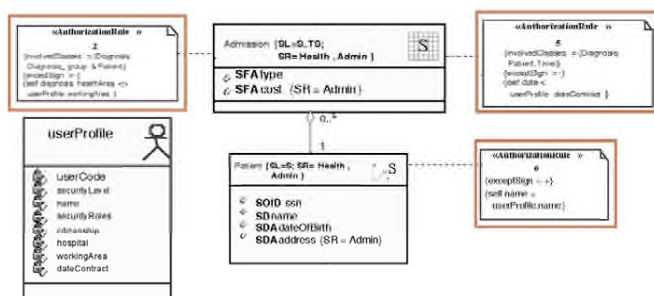 «AuthorizationRule »
2
{involvedClasses ={Diagnosis
Diagnosis_group & Patient}
{exceptSign = -}
{self diagnosis healthArea <>
userProfile workingArea }
Admission {SL=S..TS;
SR= Health , Admin }
S
SFA type
SFA cost {SR = Admin}
«AuthorizationRule »
5
{involvedClasses ={Diagnosis
Patient, Time}}
{exceptSign = -}
{self date <
userProfile dateContract }
0..*
1
userProfile
userCode
securityLevel
name
securityRoles
citizenship
hospital
workingArea
dateContract
Patient {SL=S; SR= Health ,
Admin }
S
SOID ssn
SD name
SDA dateOfBirth
SDA address {SR = Admin}
«AuthorizationRule »
6
{exceptSign = +}
{self name =
userProfile.name}